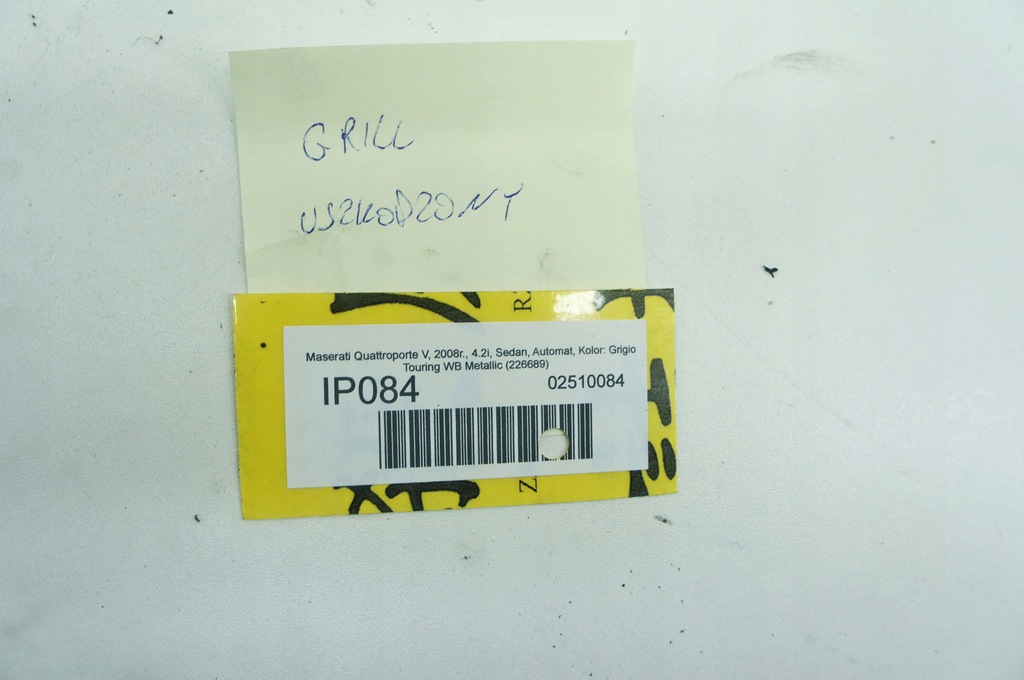 GRILL
USZKODZONY
Maserati Quattroporte V, 2008r., 4.2i, Sedan, Automat, Kolor: Grigio
Touring WB Metallic (226689)
IP084
02510084